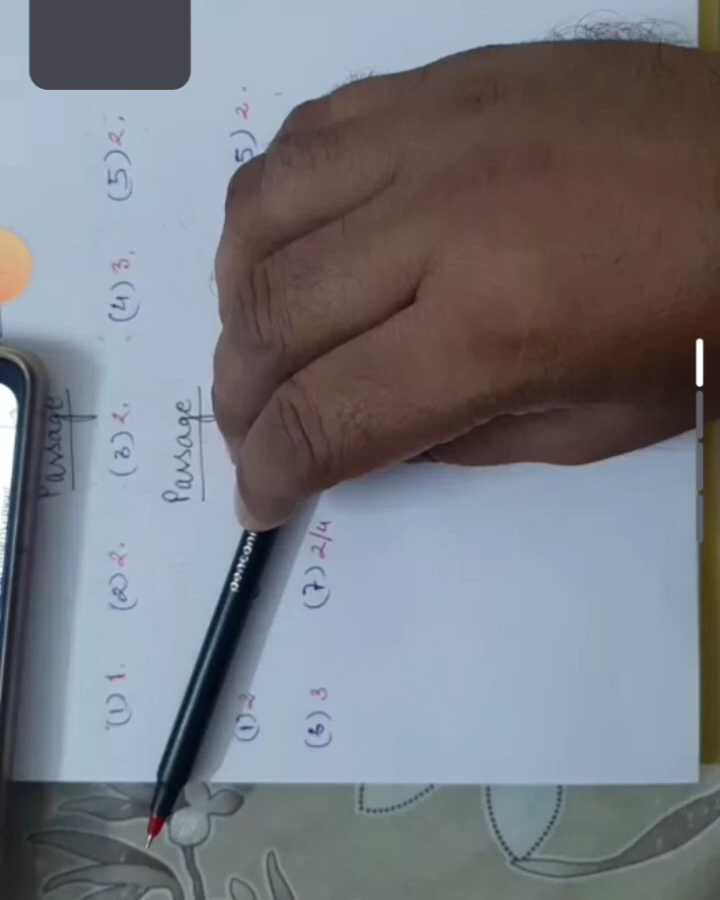 Passage
(1) 1. (2) 2. (3) 2. (4) 3. (5) 2.
Passage
(1) 2 5) 2.
(6) 3 (7) 2/4